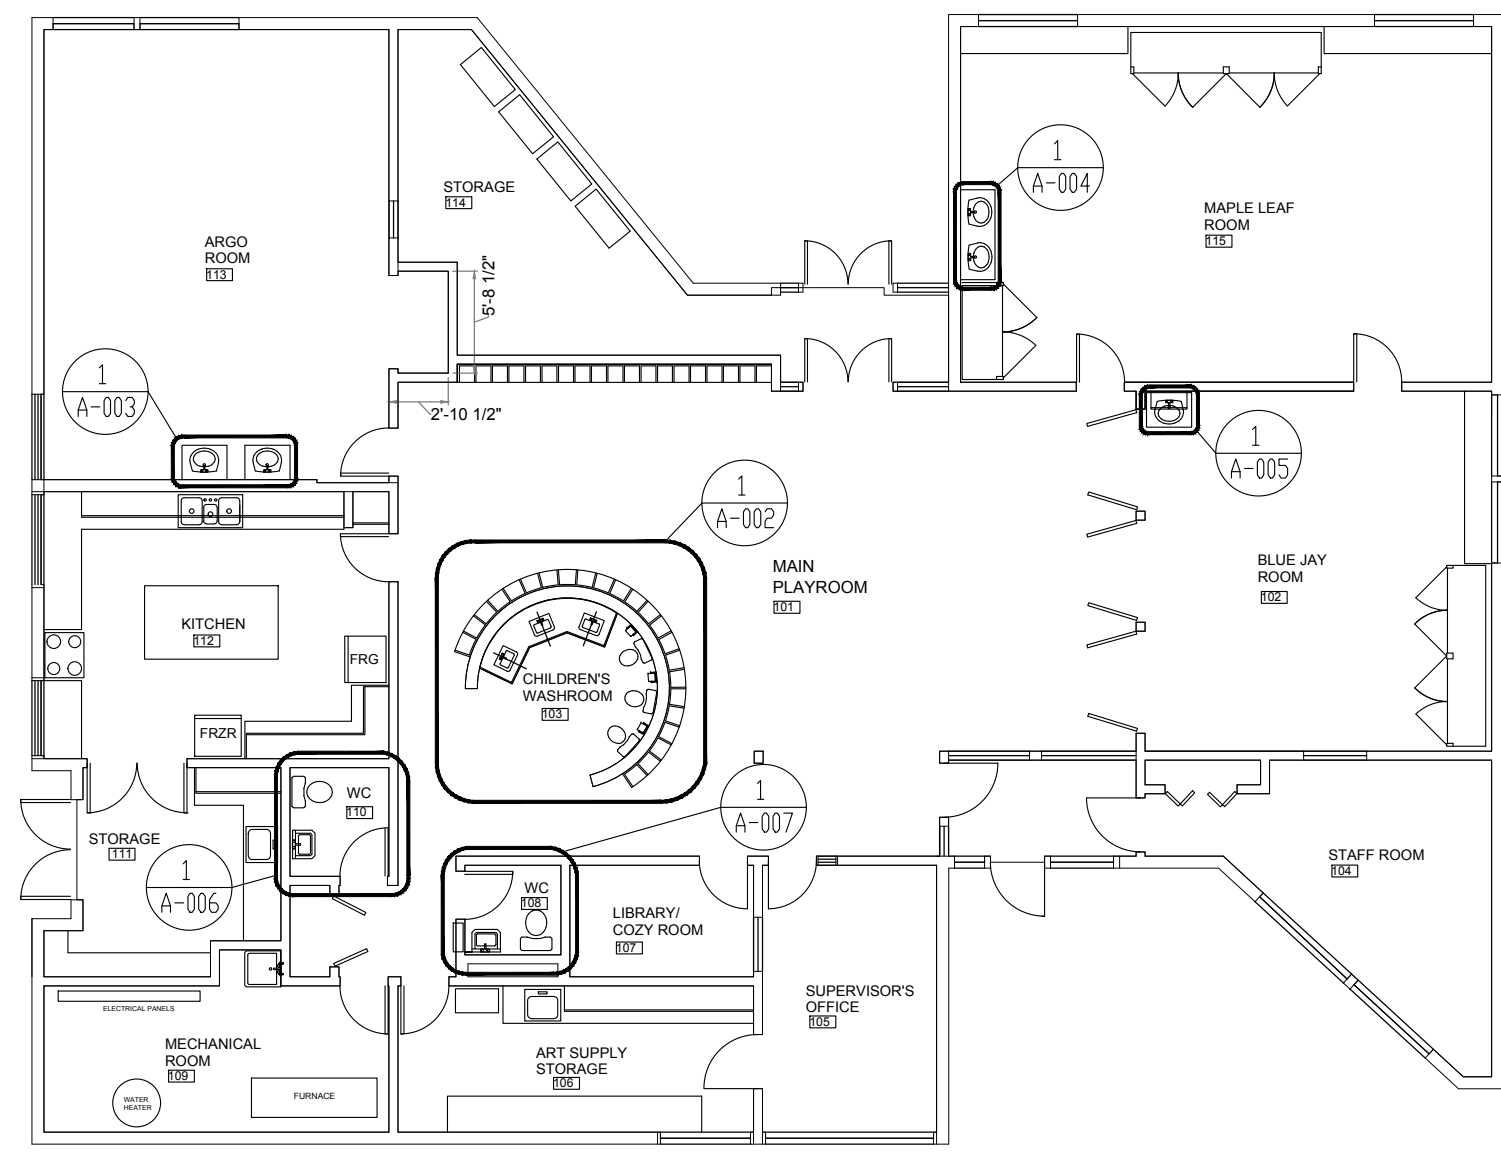 1
A-004
STORAGE
114
MAPLE LEAF
ROOM
115
ARGO
ROOM
113
5'-8 1/2"
1
A-003
2'-10 1/2"
1
A-005
1
A-002
MAIN
PLAYROOM
101
BLUE JAY
ROOM
102
KITCHEN
112
FRG
CHILDREN'S
WASHROOM
103
FRZR
WC
110
1
A-007
STORAGE
111
1
A-006
STAFF ROOM
104
WC
108
LIBRARY/
COZY ROOM
107
SUPERVISOR'S
OFFICE
105
ELECTRICAL PANELS
MECHANICAL
ROOM
109
ART SUPPLY
STORAGE
106
WATER
HEATER
FURNACE